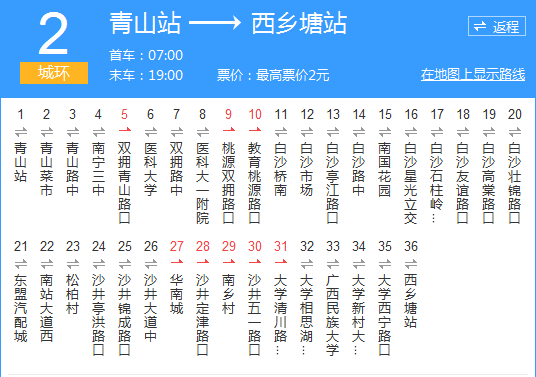 2
城环
青山站 → 西乡塘站
首车：07:00
末车：19:00 票价：最高票价2元
⇌ 返程
在地图上显示路线
1 2 3 4 5 6 7 8 9 10 11 12 13 14 15 16 17 18 19 20
青山站
青山菜市
青山路中
南宁三中
双拥青山路口
医科大学
双拥路中
医科大一附院
桃源双拥路口
教育桃源路口
白沙桥南
白沙市场
白沙亭江路口
白沙路中
南国花园
白沙星光立交
白沙石柱岭…
白沙友谊路口
白沙高棠路口
白沙壮锦路口
21 22 23 24 25 26 27 28 29 30 31 32 33 34 35 36
东盟汽配城
南站大道西
松柏村
沙井亭洪路口
沙井锦成路口
沙井大道中
华南城
沙井定津路口
南乡村
沙井五一路口
大学清川路…
大学相思湖…
广西民族大学
大学新村大…
大学西宁路口
西乡塘站